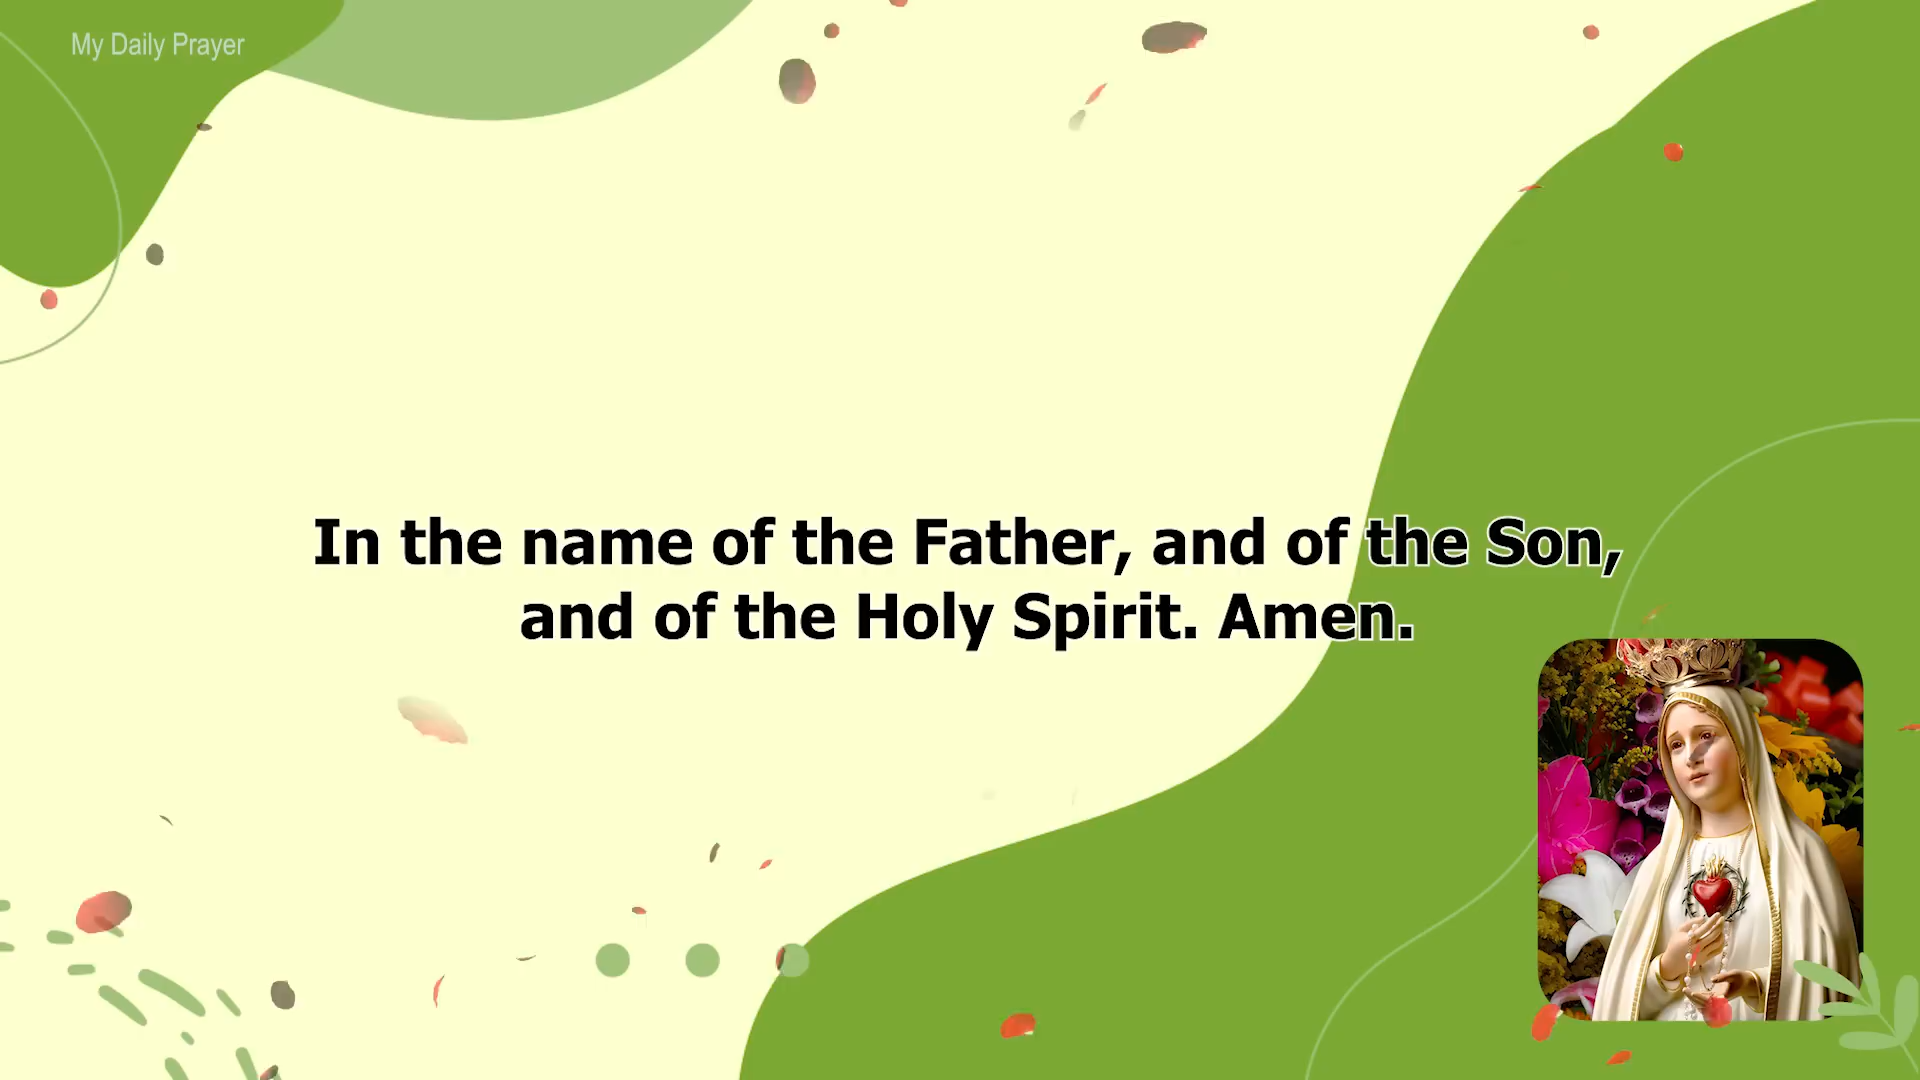 My Daily Prayer
In the name of the Father, and of the Son,
and of the Holy Spirit. Amen.